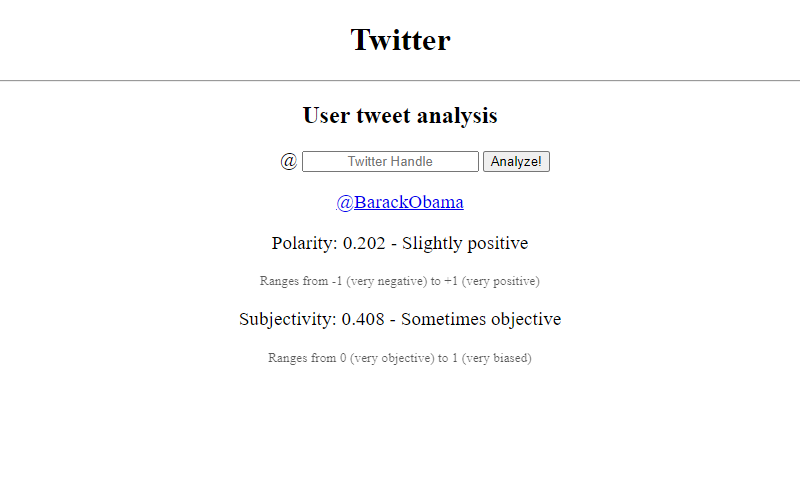 Twitter
User tweet analysis
@ Twitter Handle Analyze!
@BarackObama
Polarity: 0.202 - Slightly positive
Ranges from -1 (very negative) to +1 (very positive)
Subjectivity: 0.408 - Sometimes objective
Ranges from 0 (very objective) to 1 (very biased)